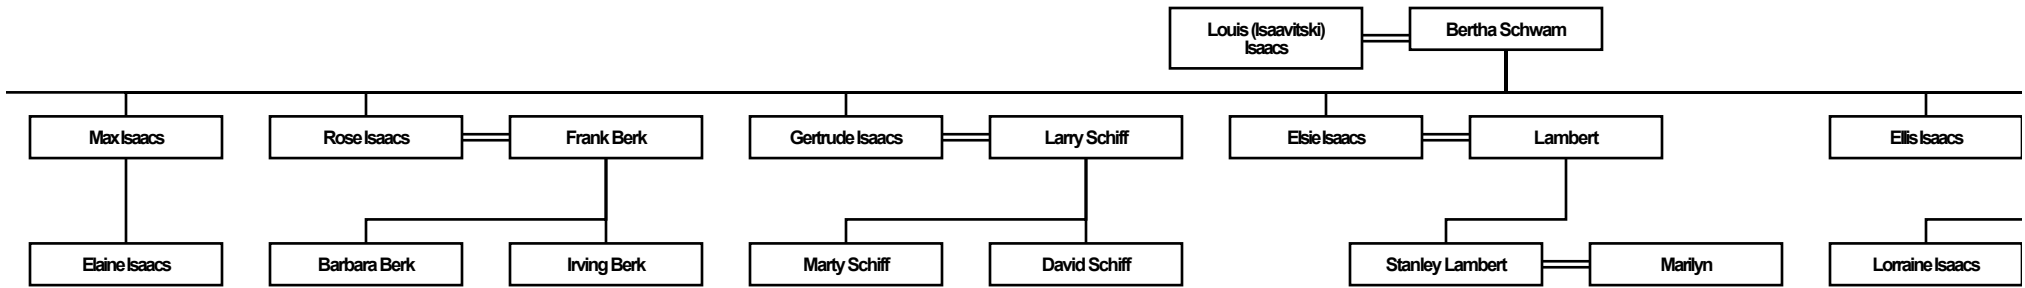 Louis (Isaavitski)
Isaacs
Bertha Schwam
Max Isaacs
Rose Isaacs
Frank Berk
Gertrude Isaacs
Larry Schiff
Elsie Isaacs
Lambert
Ellis Isaacs
Elaine Isaacs
Barbara Berk
Irving Berk
Marty Schiff
David Schiff
Stanley Lambert
Marilyn
Lorraine Isaacs